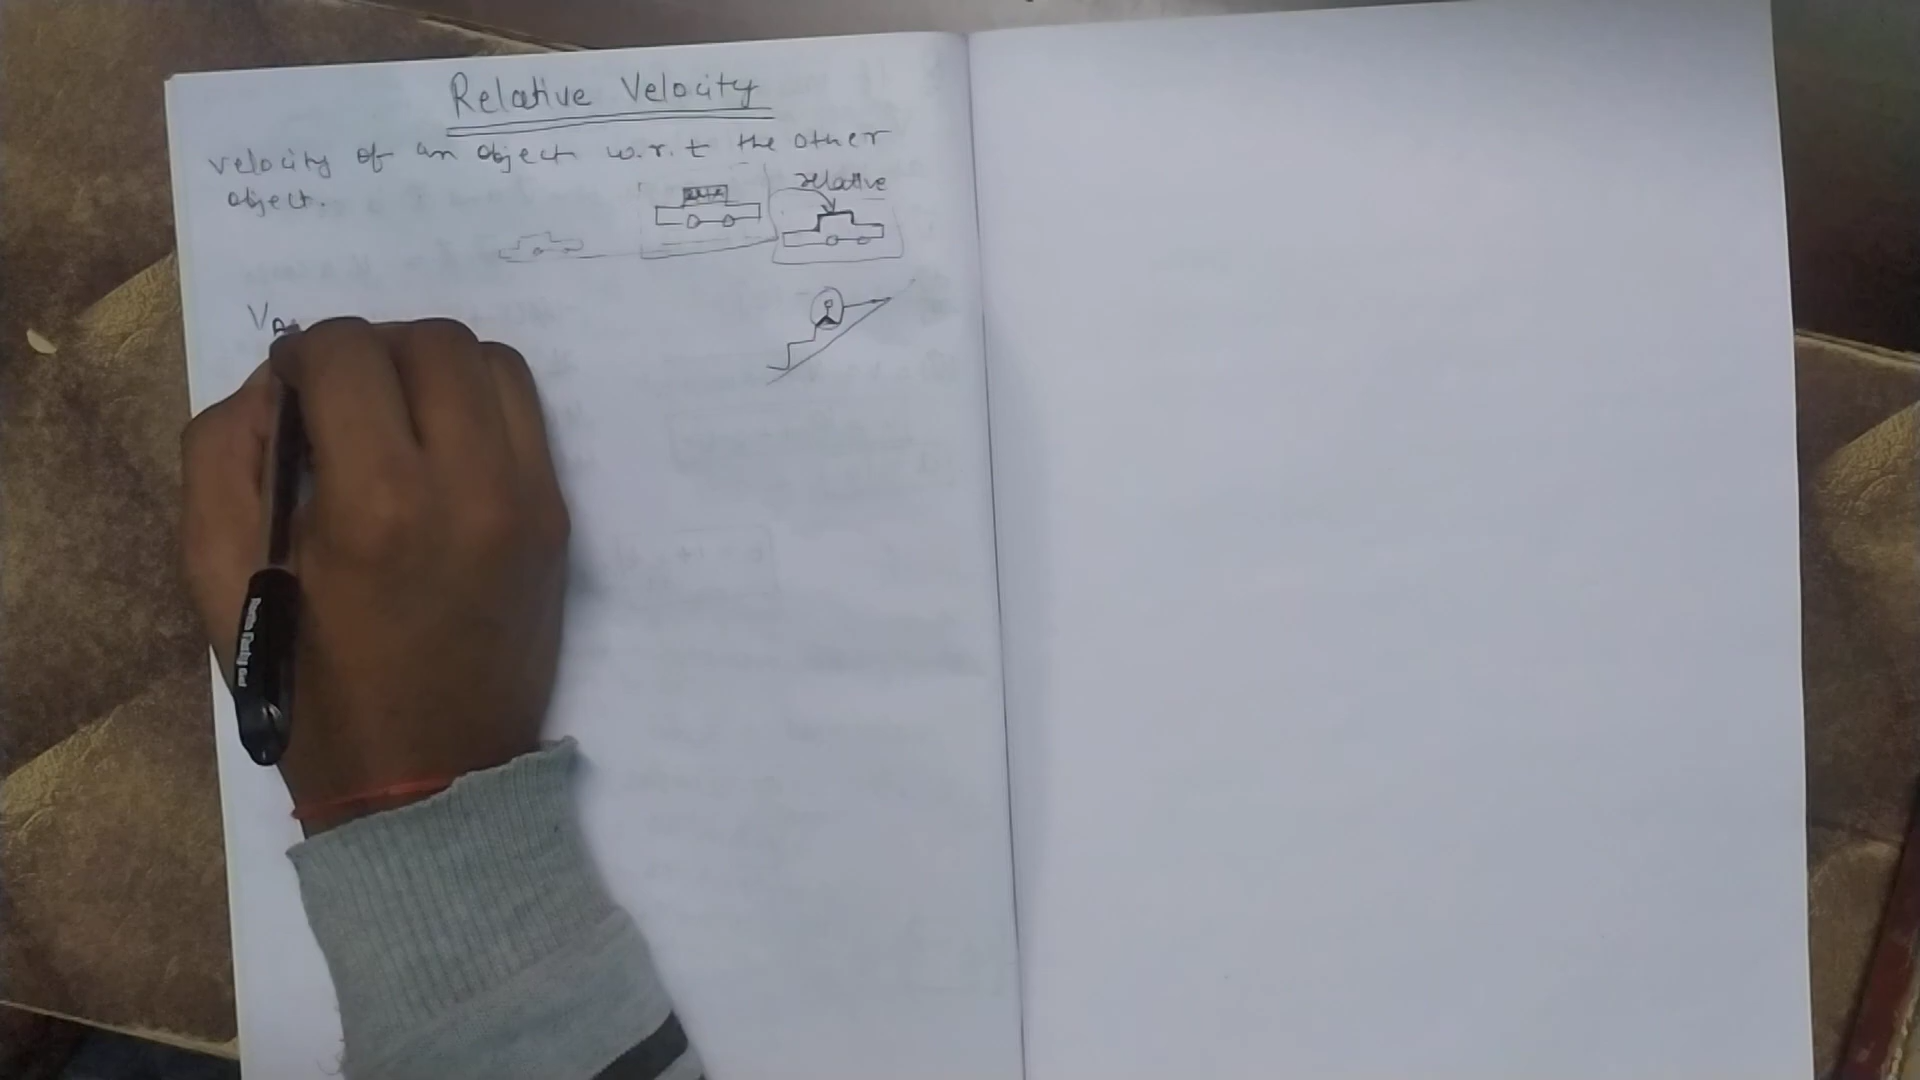 Relative Velocity
velocity of an object w.r.t the other
object.
relative
V